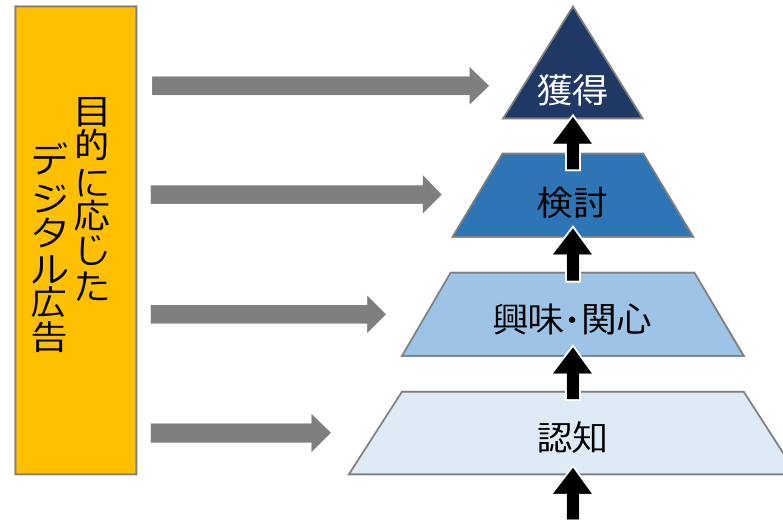 目的に応じた
デジタル広告
獲得
検討
興味・関心
認知